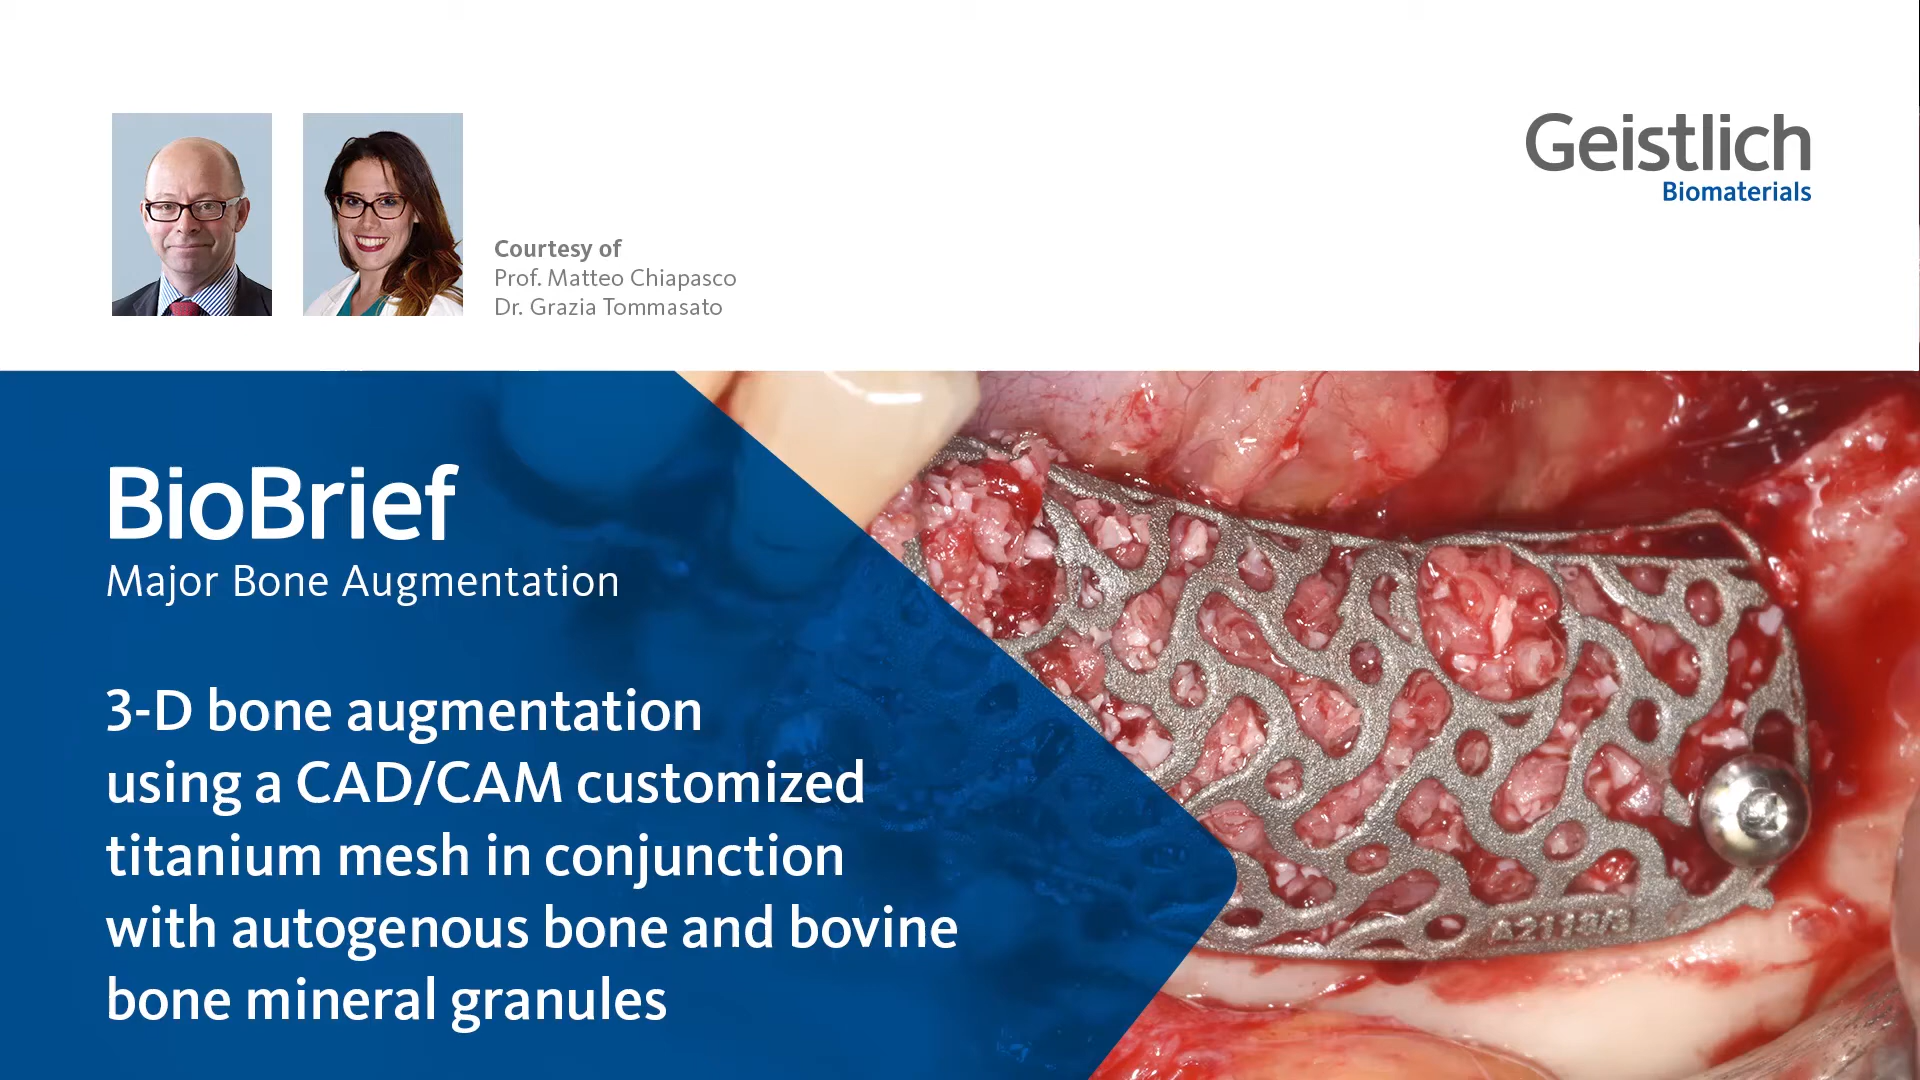 Geistlich
Biomaterials
Courtesy of
Prof. Matteo Chiapasco
Dr. Grazia Tommasato
BioBrief
Major Bone Augmentation
3-D bone augmentation
using a CAD/CAM customized
titanium mesh in conjunction
with autogenous bone and bovine
bone mineral granules